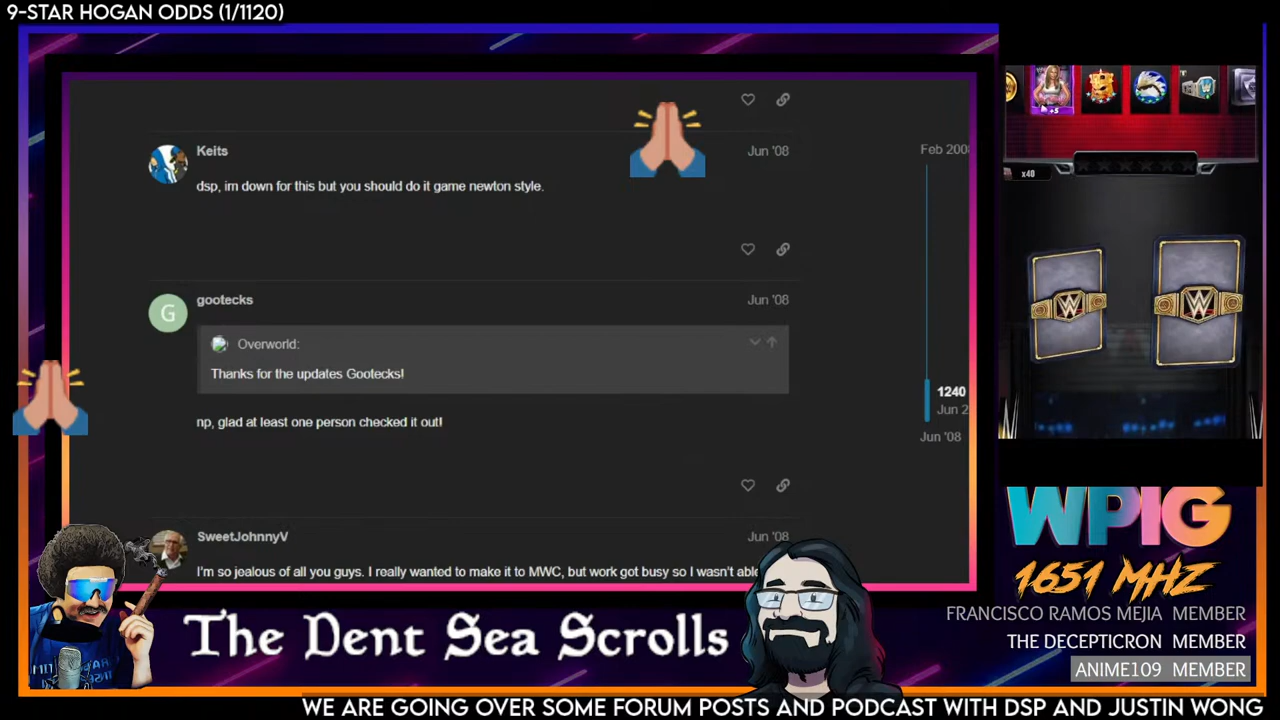 9-STAR HOGAN ODDS (1/1120)
Keits
Jun '08
dsp, im down for this but you should do it game newton style.
gootecks
Jun '08
G
Overworld:
Thanks for the updates Gootecks!
np, glad at least one person checked it out!
SweetJohnnyV
Jun '08
I'm so jealous of all you guys. I really wanted to make it to MWC, but work got busy so I wasn't able
Feb 2008
1240
Jun 2
Jun '08
+5
x40
W
W
WPIG
1651 MHZ
FRANCISCO RAMOS MEJIA MEMBER
THE DECEPTICRON MEMBER
ANIME109 MEMBER
The Dent Sea Scrolls
WE ARE GOING OVER SOME FORUM POSTS AND PODCAST WITH DSP AND JUSTIN WONG